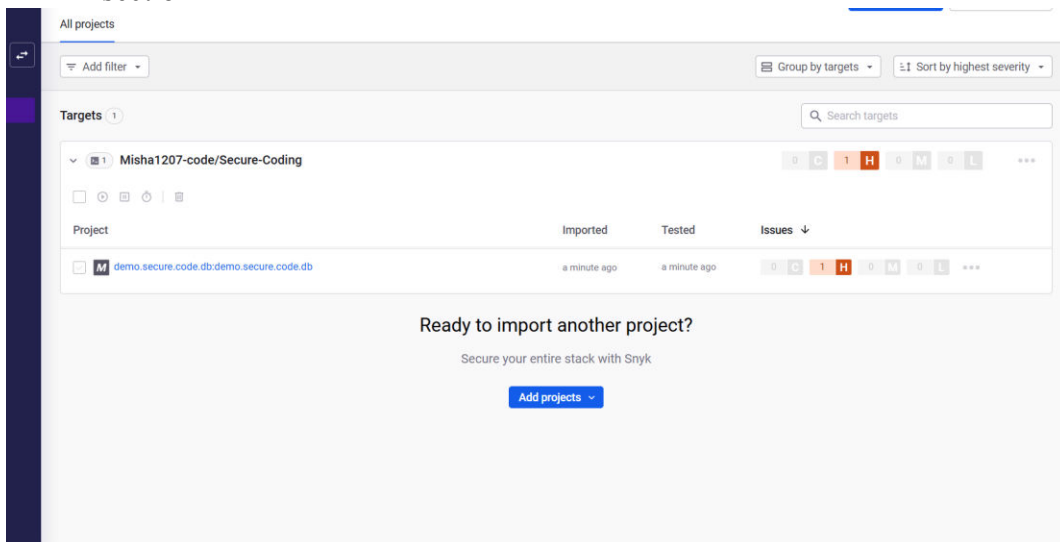 All projects
Add filter
Group by targets
Sort by highest severity
Targets 1
Search targets
1 Misha1207-code/Secure-Coding
0 C 1 H 0 M 0 L
Project Imported Tested Issues
M demo.secure.code.db:demo.secure.code.db a minute ago a minute ago 0 C 1 H 0 M 0 L
Ready to import another project?
Secure your entire stack with Snyk
Add projects